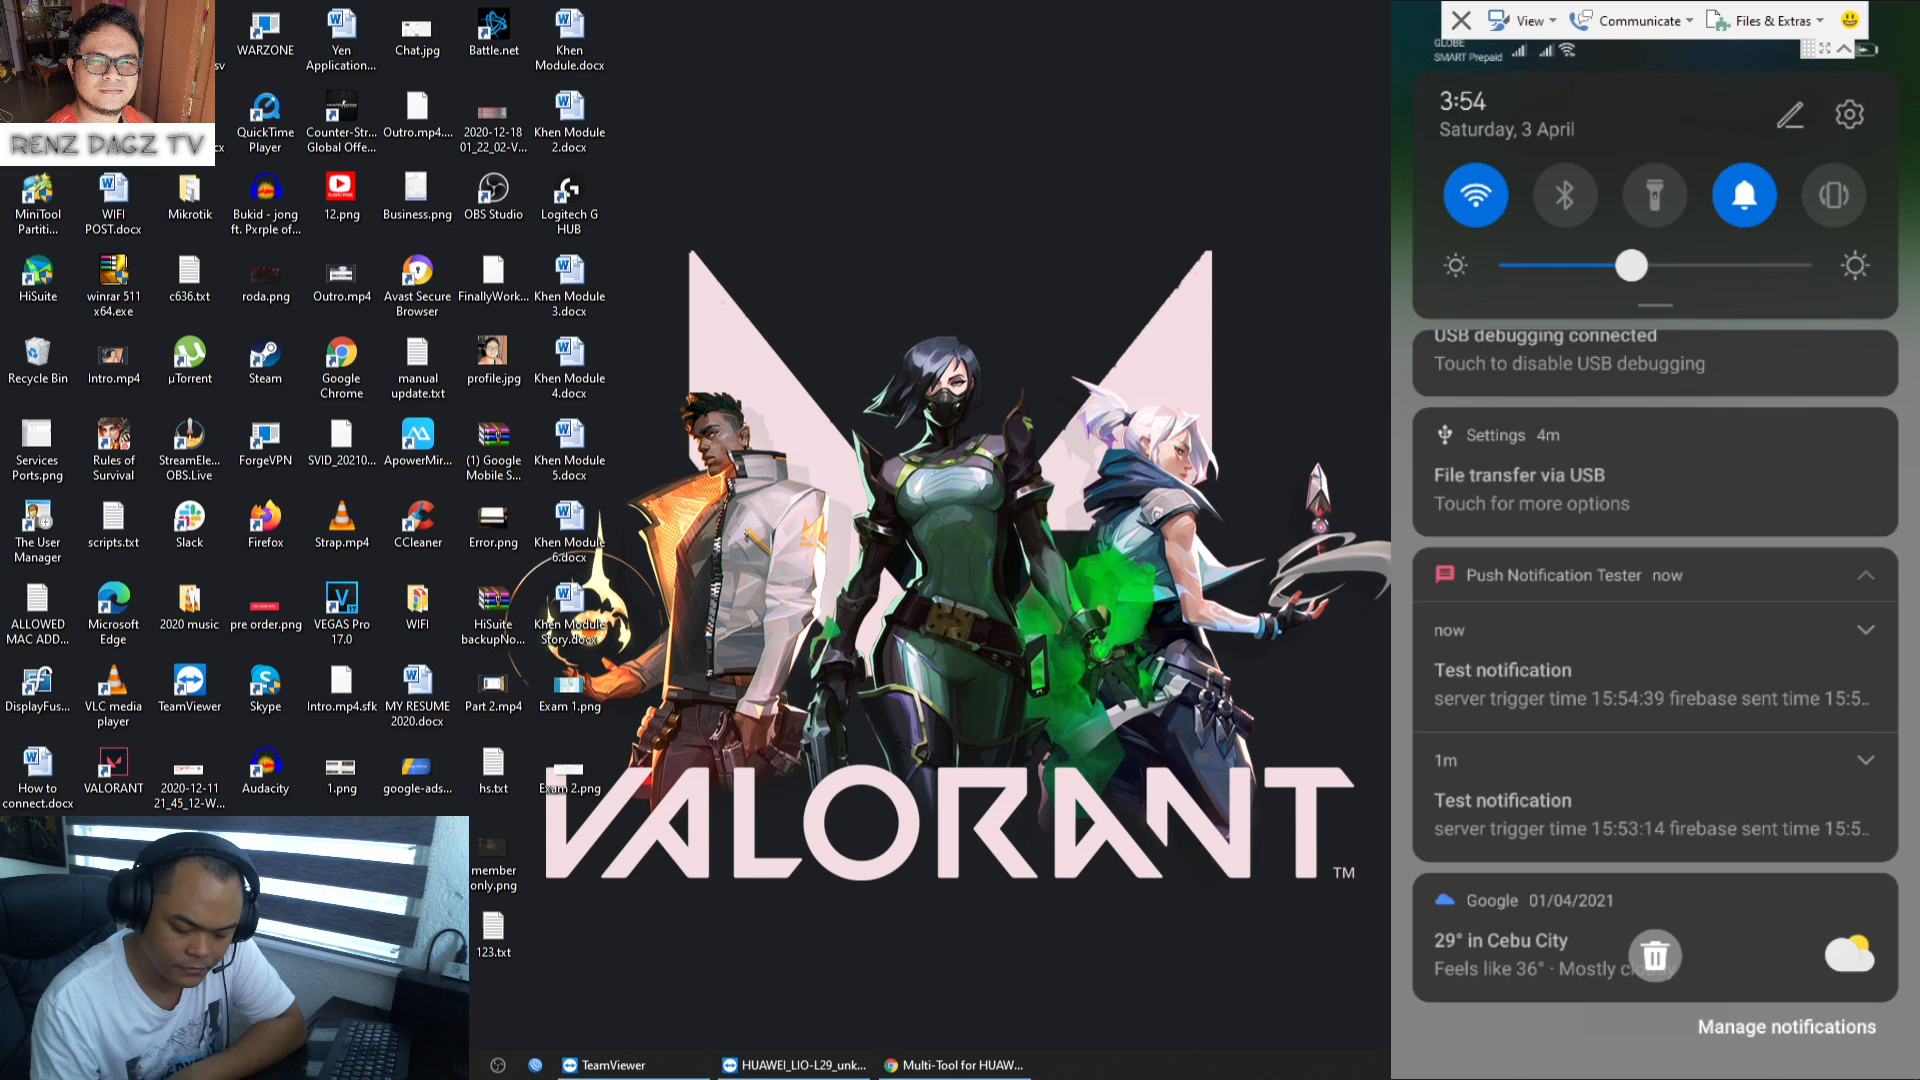 RENZ DAGZ TV
WARZONE
Yen
Application...
Chat.jpg
Battle.net
Khen
Module.docx
sv
QuickTime
Player
Counter-Str...
Global Offe...
Outro.mp4....
2020-12-18
01_22_02-V...
Khen Module
2.docx
cx
MiniTool
Partiti...
WIFI
POST.docx
Mikrotik
Bukid - jong
ft. Pxrple of...
12.png
Business.png
OBS Studio
Logitech G
HUB
HiSuite
winrar 511
x64.exe
c636.txt
roda.png
Outro.mp4
Avast Secure
Browser
FinallyWork...
Khen Module
3.docx
Recycle Bin
Intro.mp4
µTorrent
Steam
Google
Chrome
manual
update.txt
profile.jpg
Khen Module
4.docx
Services
Ports.png
Rules of
Survival
StreamEle...
OBS.Live
ForgeVPN
SVID_20210...
ApowerMir...
(1) Google
Mobile S...
Khen Module
5.docx
The User
Manager
scripts.txt
Slack
Firefox
Strap.mp4
CCleaner
Error.png
Khen Module
6.docx
ALLOWED
MAC ADD...
Microsoft
Edge
2020 music
pre order.png
VEGAS Pro
17.0
WIFI
HiSuite
backupNo...
Khen Module
Story.docx
DisplayFus...
VLC media
player
TeamViewer
Skype
Intro.mp4.sfk
MY RESUME
2020.docx
Part 2.mp4
Exam 1.png
How to
connect.docx
VALORANT
2020-12-11
21_45_12-W...
Audacity
1.png
google-ads...
hs.txt
Exam 2.png
member
only.png
123.txt
VALORANT
TM
TeamViewer
HUAWEI_LIO-L29_unk...
Multi-Tool for HUAW...
View
Communicate
Files & Extras
GLOBE
SMART Prepaid
3:54
Saturday, 3 April
USB debugging connected
Touch to disable USB debugging
Settings 4m
File transfer via USB
Touch for more options
Push Notification Tester now
now
Test notification
server trigger time 15:54:39 firebase sent time 15:5..
1m
Test notification
server trigger time 15:53:14 firebase sent time 15:5..
Google 01/04/2021
29° in Cebu City
Feels like 36° · Mostly cloudy
Manage notifications